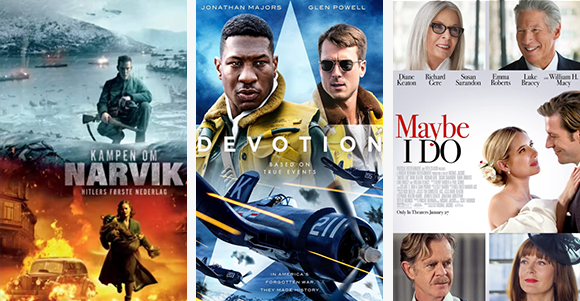 KAMPEN OM
NARVIK
HITLERS FØRSTE NEDERLAG
JONATHAN MAJORS GLEN POWELL
DEVOTION
BASED ON
TRUE EVENTS
211
IN AMERICA'S
FORGOTTEN WAR
THEY MADE HISTORY
Diane Keaton Richard Gere Susan Sarandon Emma Roberts Luke Bracey and William H. Macy
Maybe
I DO
Only In Theaters January 27